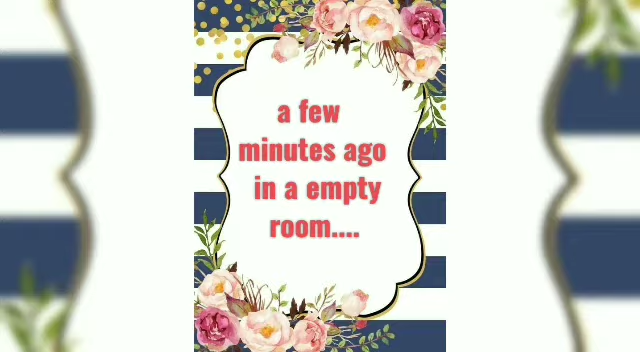 a few
minutes ago
in a empty
room....